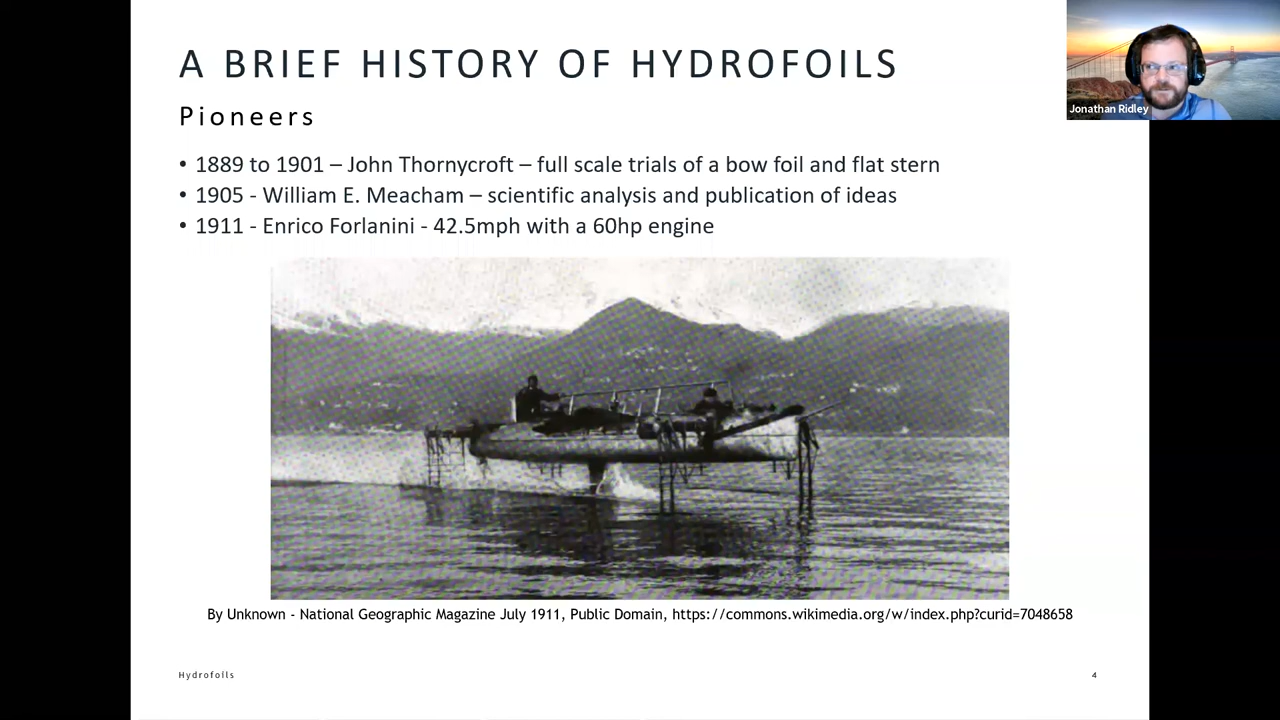 A BRIEF HISTORY OF HYDROFOILS
Pioneers
• 1889 to 1901 – John Thornycroft – full scale trials of a bow foil and flat stern
• 1905 - William E. Meacham – scientific analysis and publication of ideas
• 1911 - Enrico Forlanini - 42.5mph with a 60hp engine
By Unknown - National Geographic Magazine July 1911, Public Domain, https://commons.wikimedia.org/w/index.php?curid=7048658
Hydrofoils
4
Jonathan Ridley